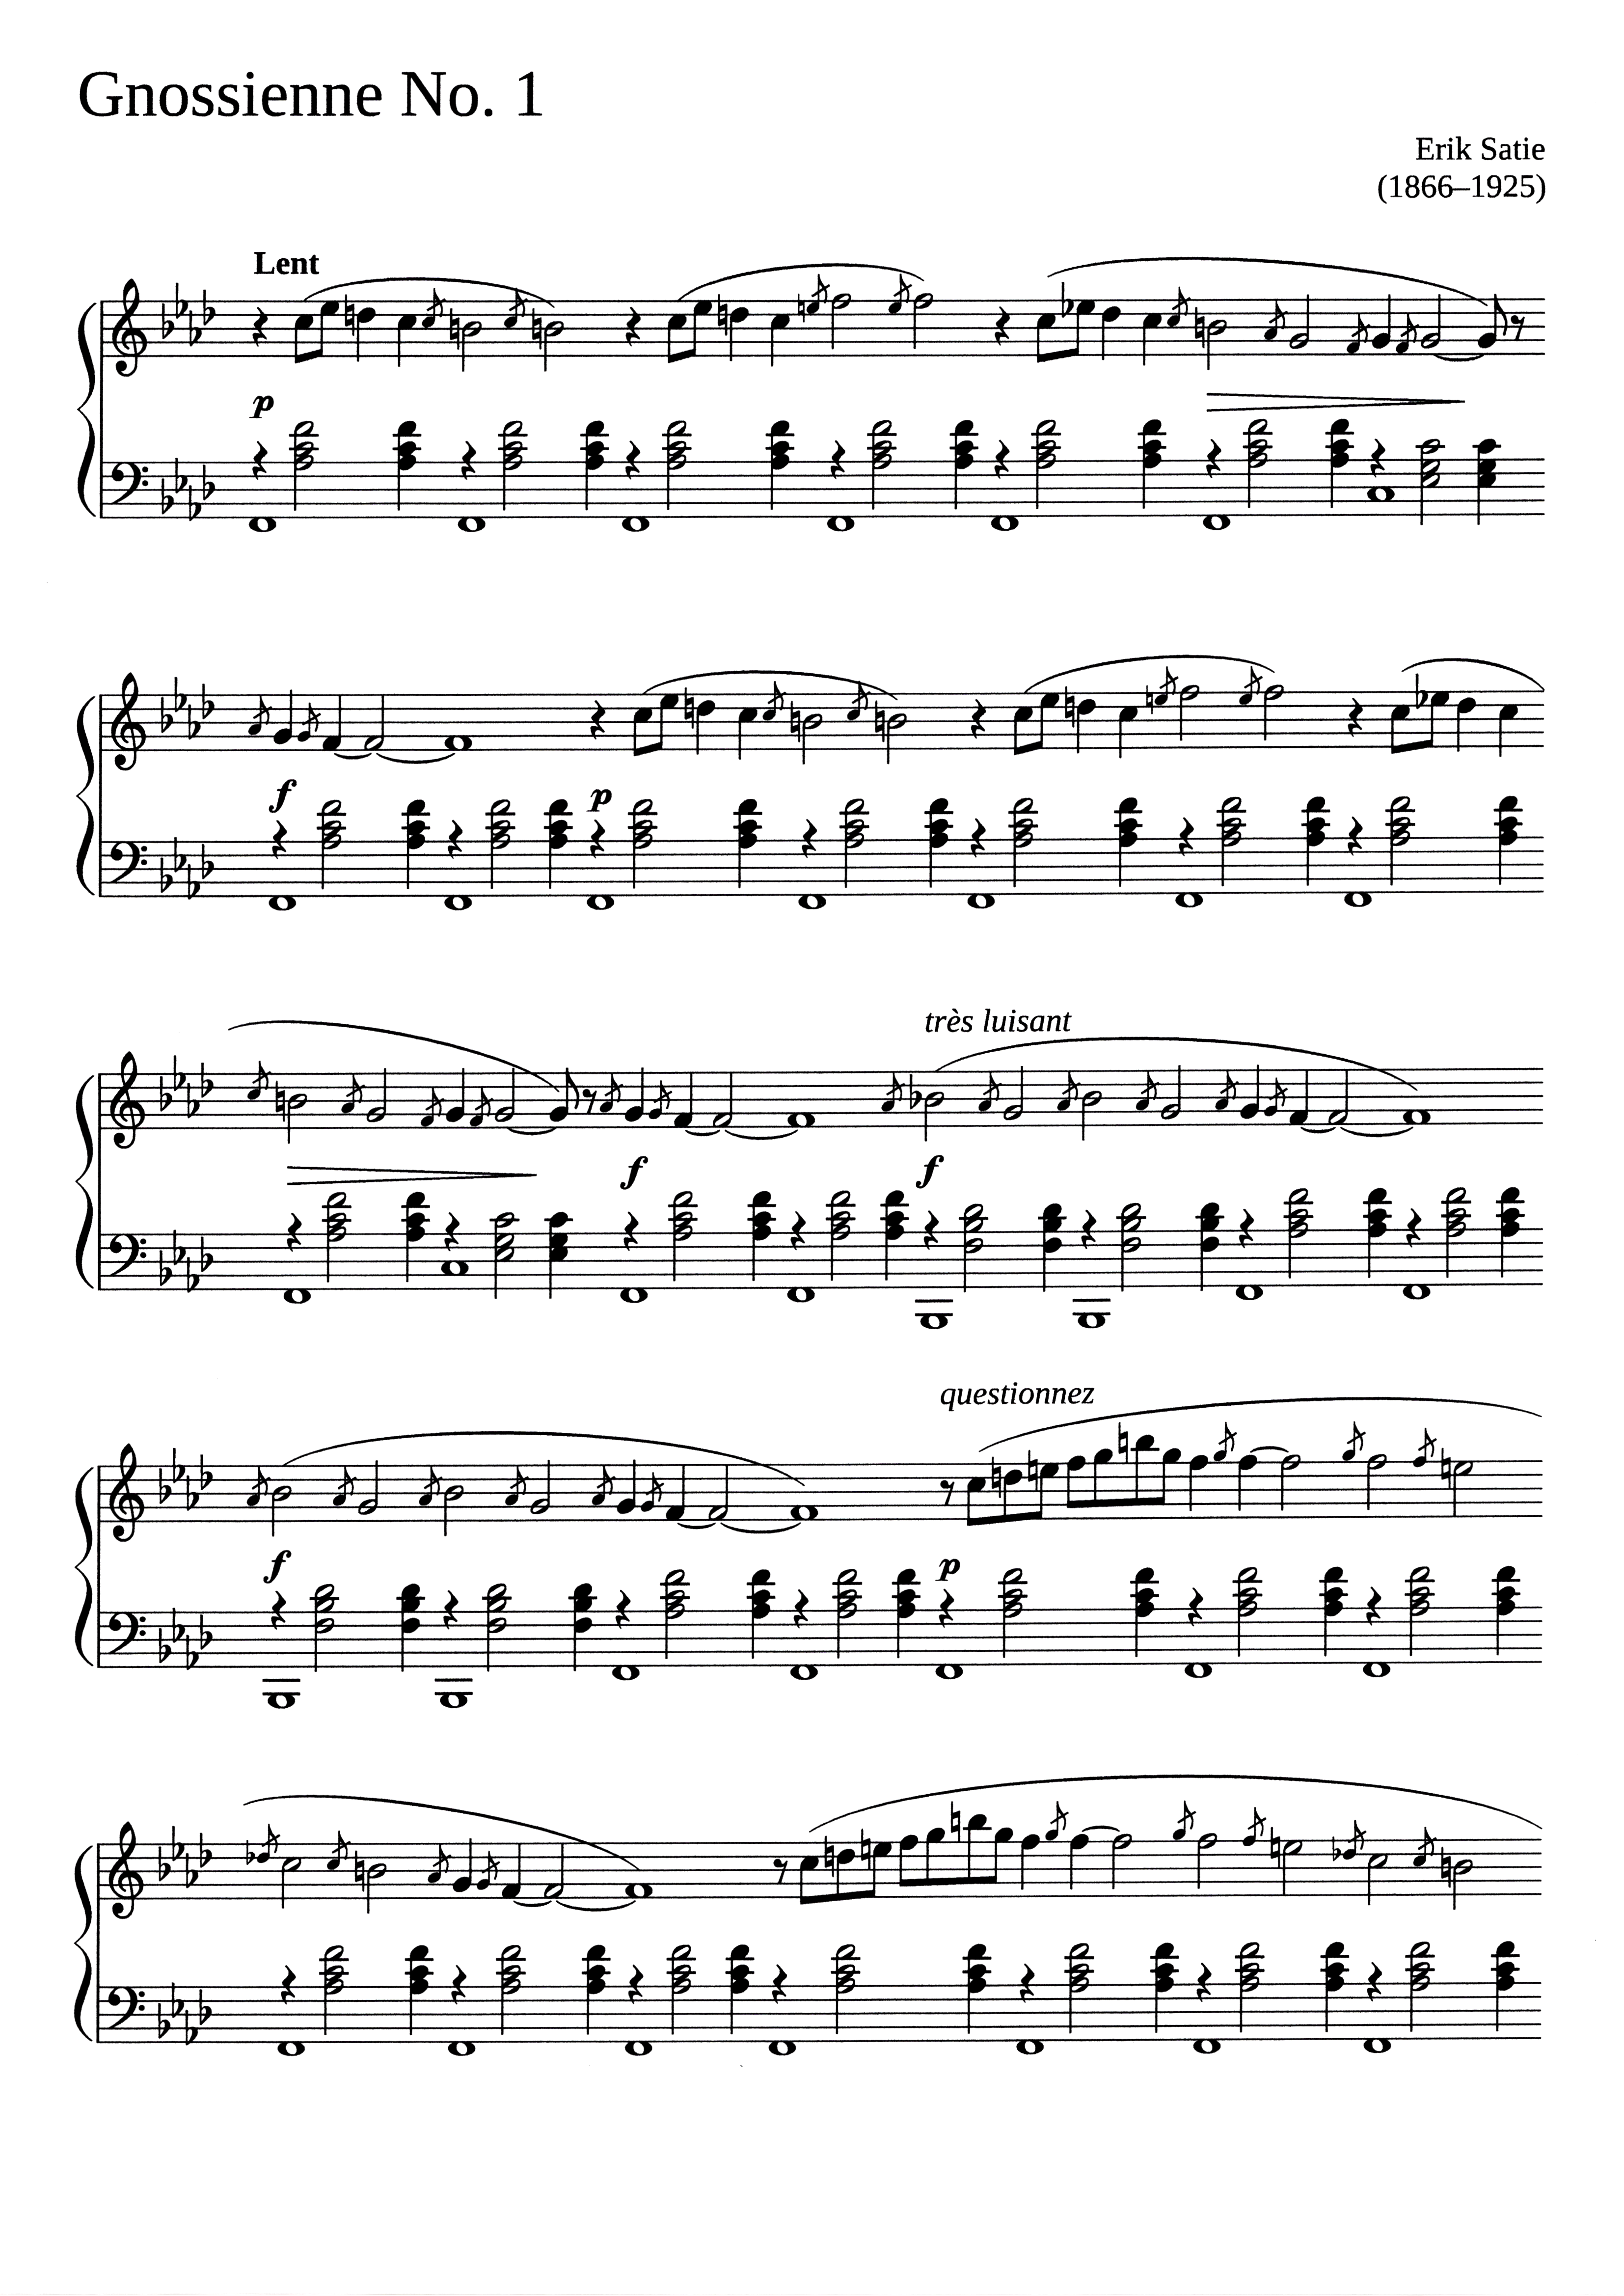 Gnossienne No. 1
Erik Satie
(1866–1925)
Lent
p
f
p
très luisant
f
f
questionnez
f
p